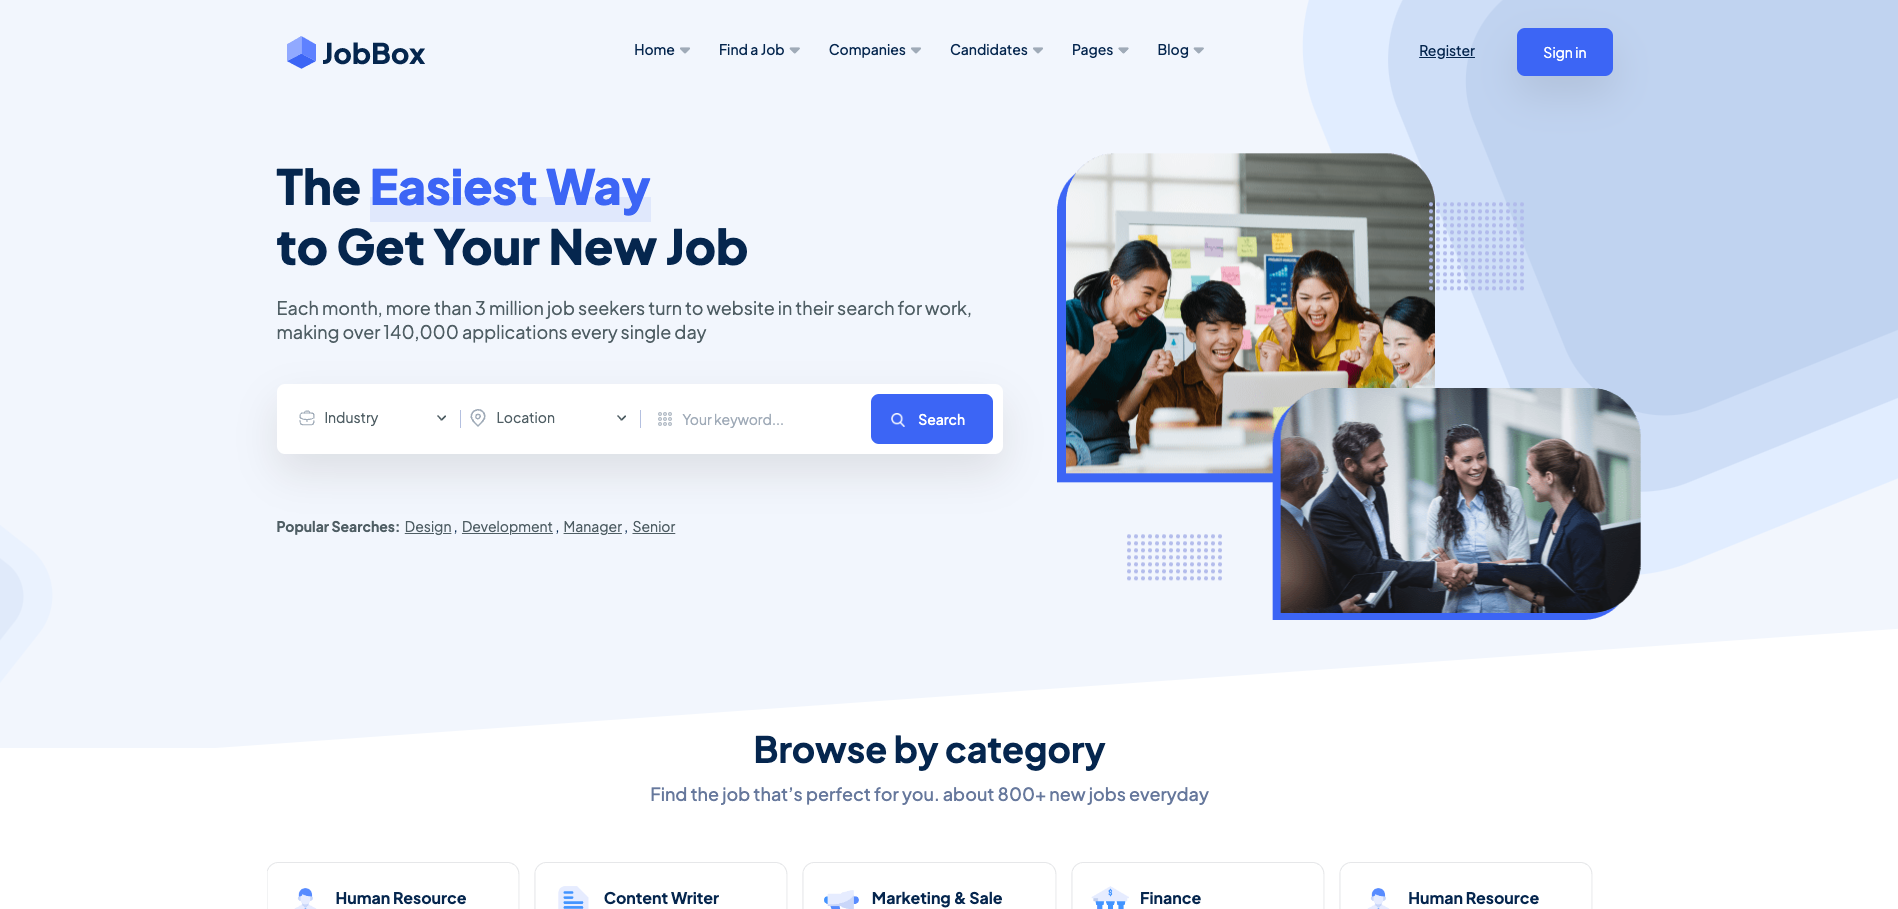 JobBox
Home
Find a Job
Companies
Candidates
Pages
Blog
Register
Sign in
The Easiest Way
to Get Your New Job
Each month, more than 3 million job seekers turn to website in their search for work,
making over 140,000 applications every single day
Industry
Location
Your keyword...
Search
Popular Searches: Design, Development, Manager, Senior
Browse by category
Find the job that's perfect for you. about 800+ new jobs everyday
Human Resource
Content Writer
Marketing & Sale
Finance
Human Resource